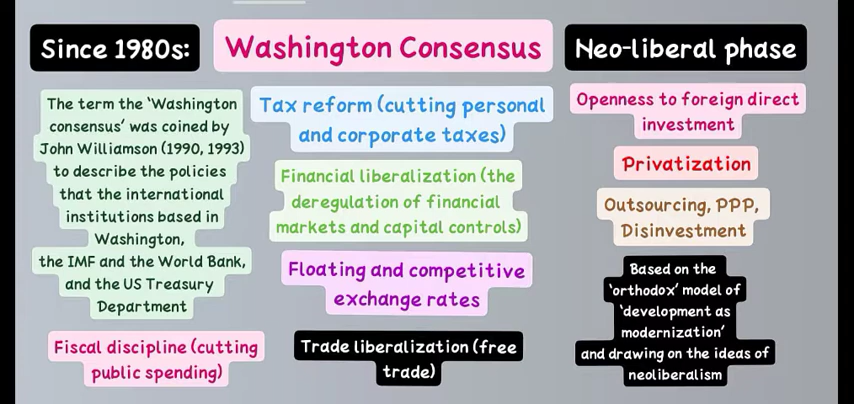 Since 1980s:
Washington Consensus
Neo-liberal phase
The term the 'Washington
consensus' was coined by
John Williamson (1990, 1993)
to describe the policies
that the international
institutions based in
Washington,
the IMF and the World Bank,
and the US Treasury
Department
Fiscal discipline (cutting
public spending)
Tax reform (cutting personal
and corporate taxes)
Financial liberalization (the
deregulation of financial
markets and capital controls)
Floating and competitive
exchange rates
Trade liberalization (free
trade)
Openness to foreign direct
investment
Privatization
Outsourcing, PPP,
Disinvestment
Based on the
'orthodox' model of
'development as
modernization'
and drawing on the ideas of
neoliberalism